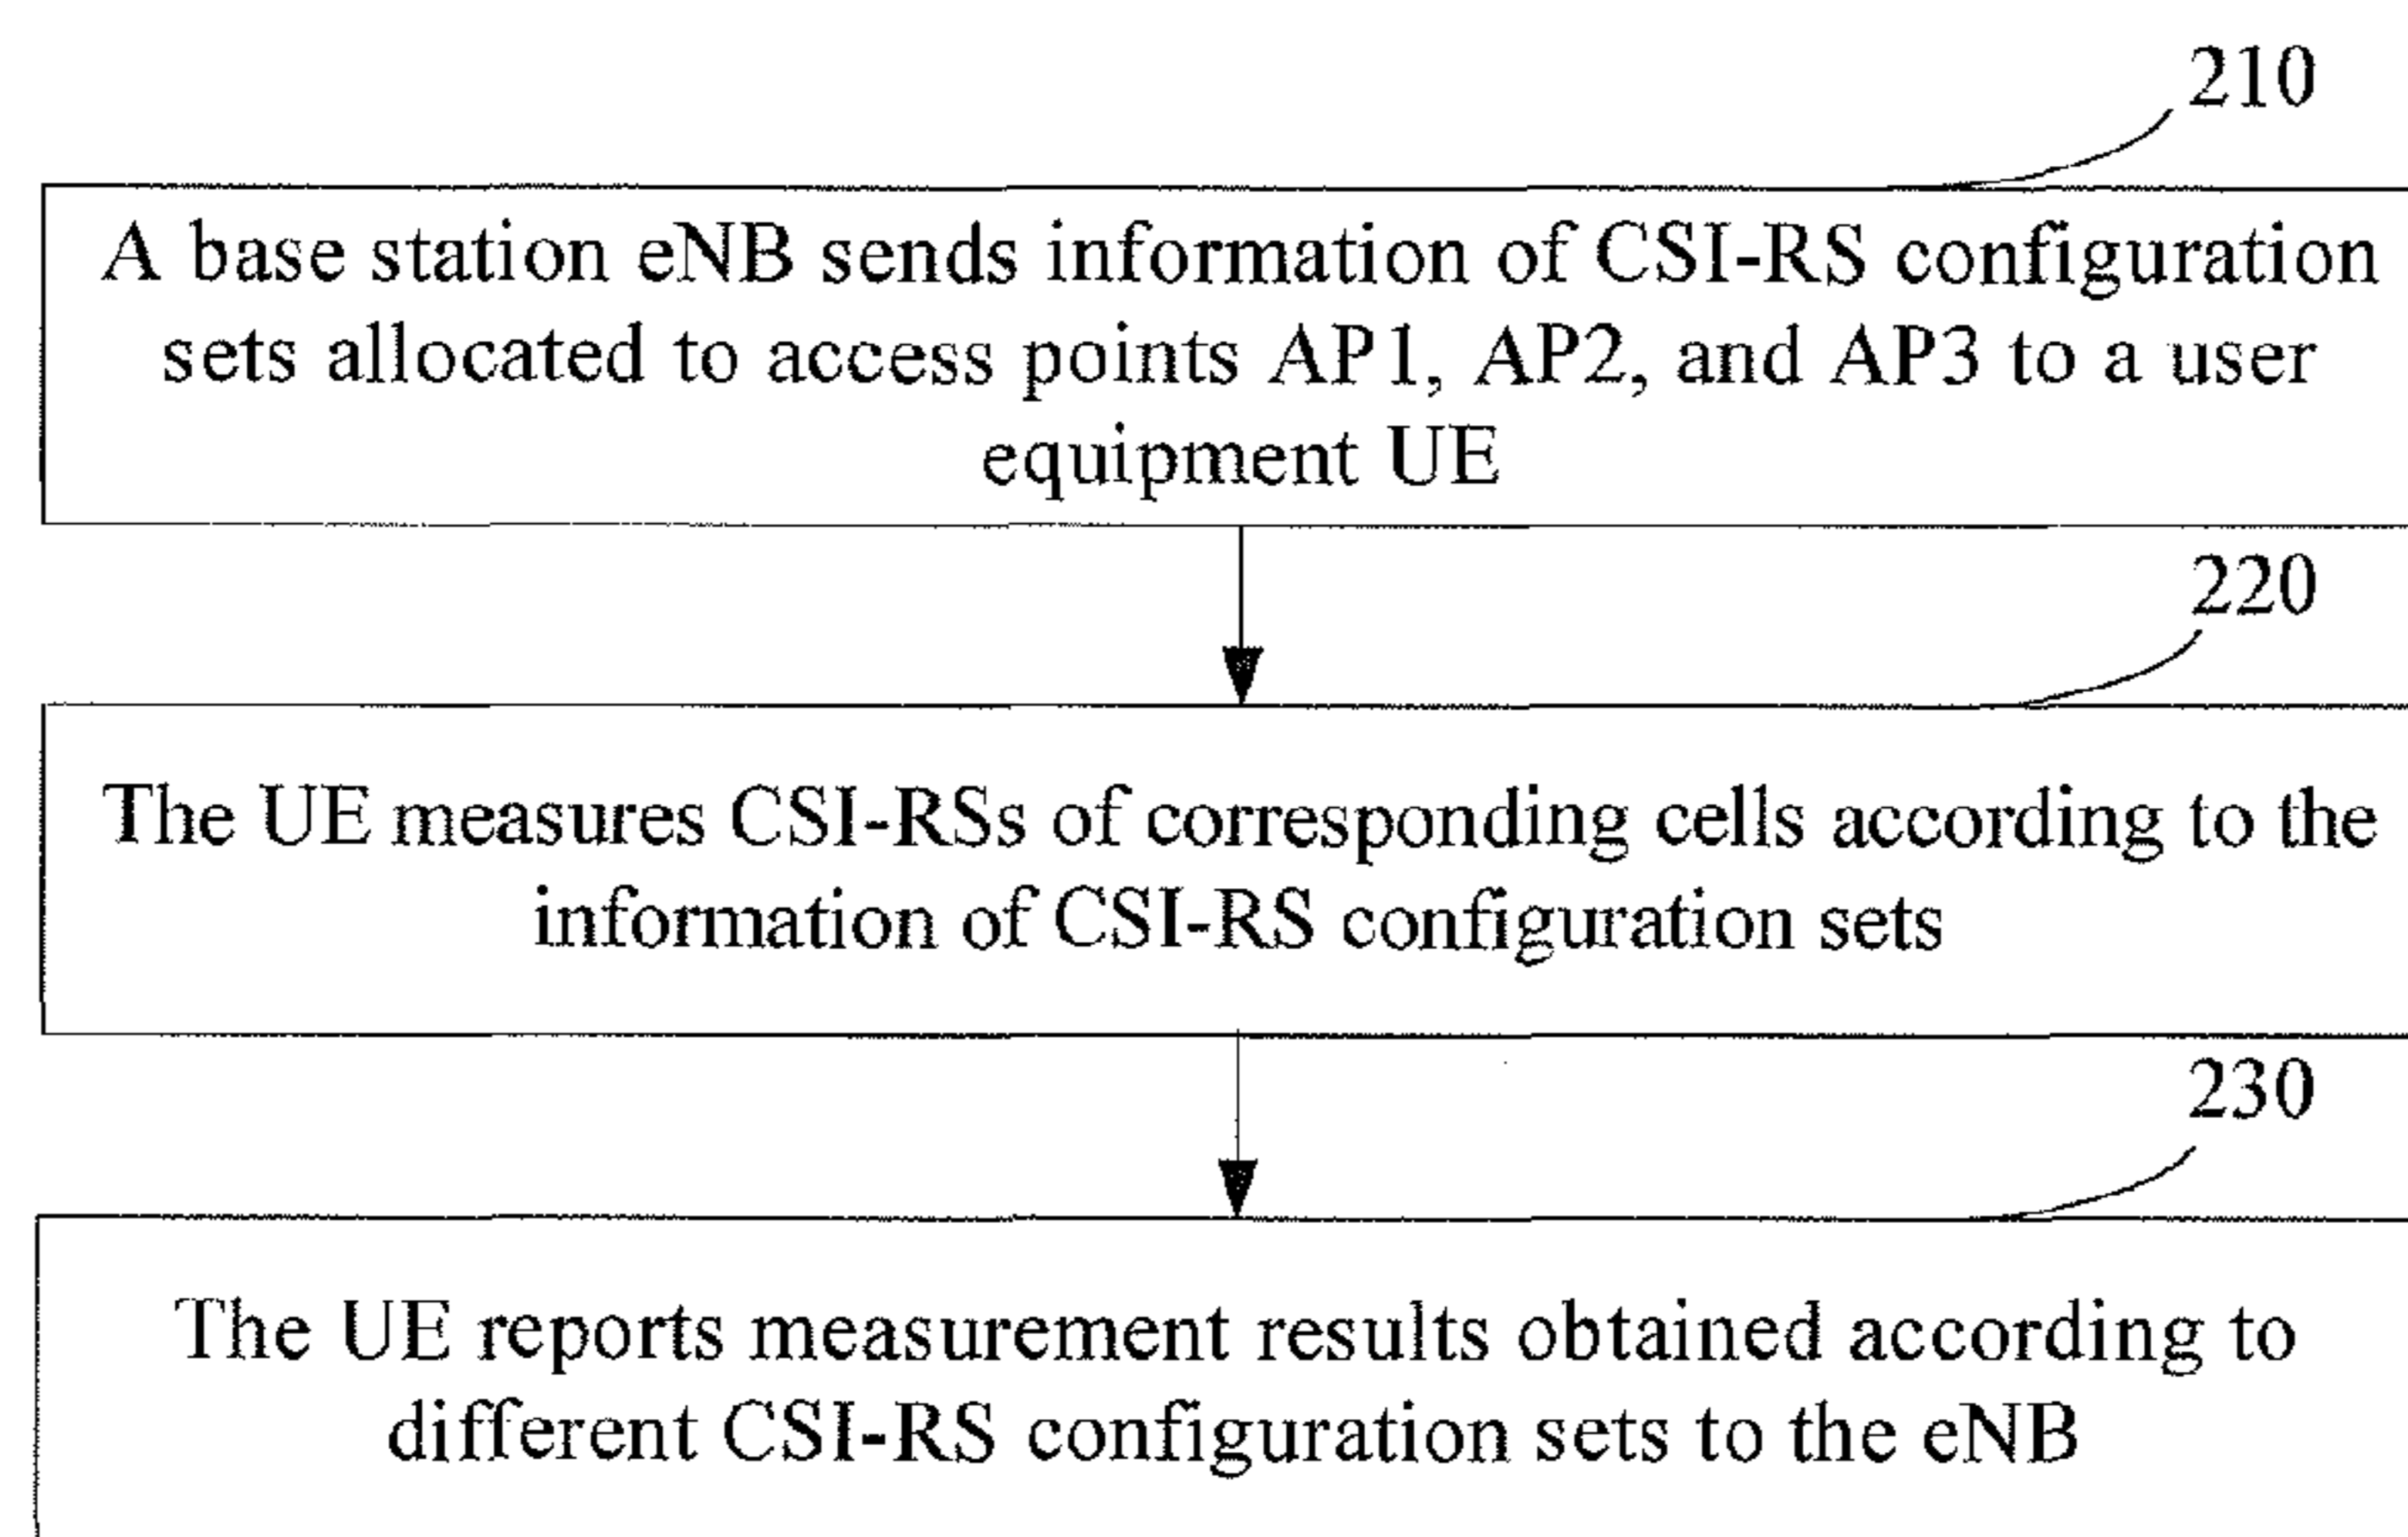 210
A base station eNB sends information of CSI-RS configuration
sets allocated to access points AP1, AP2, and AP3 to a user
equipment UE
220
The UE measures CSI-RSs of corresponding cells according to the
information of CSI-RS configuration sets
230
The UE reports measurement results obtained according to
different CSI-RS configuration sets to the eNB